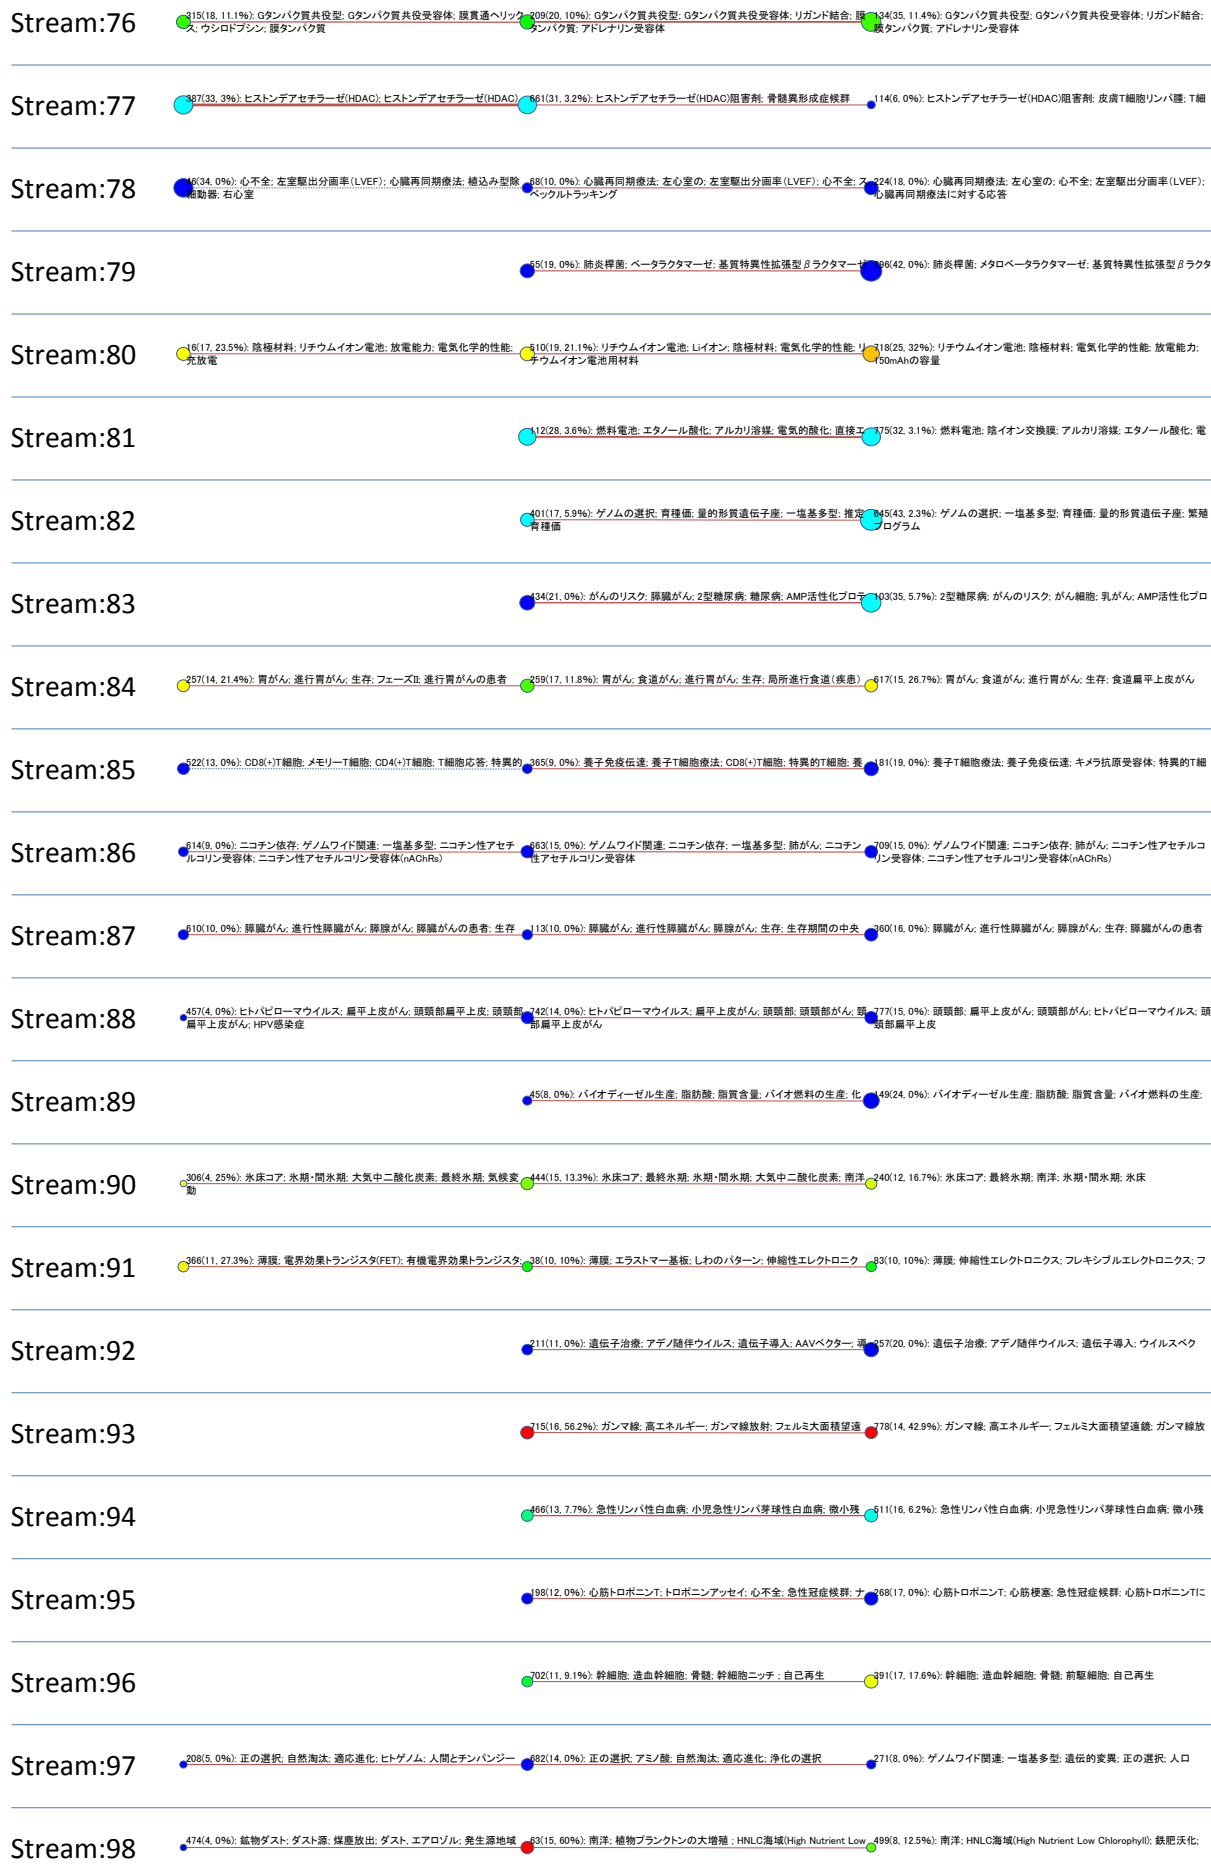 Stream:76
315(18, 11.1%): Gタンパク質共役型; Gタンパク質共役受容体; 膜貫通ヘリック
ス; ウシロドプシン; 膜タンパク質
209(20, 10%): Gタンパク質共役型; Gタンパク質共役受容体; リガンド結合; 膜
タンパク質; アドレナリン受容体
134(35, 11.4%): Gタンパク質共役型; Gタンパク質共役受容体; リガンド結合;
膜タンパク質; アドレナリン受容体
Stream:77
387(33, 3%): ヒストンデアセチラーゼ(HDAC); ヒストンデアセチラーゼ(HDAC)
661(31, 3.2%): ヒストンデアセチラーゼ(HDAC)阻害剤; 骨髄異形成症候群
114(6, 0%): ヒストンデアセチラーゼ(HDAC)阻害剤; 皮膚T細胞リンパ腫; T細
Stream:78
46(34, 0%): 心不全; 左室駆出分画率(LVEF); 心臓再同期療法; 植込み型除
細動器; 右心室
68(10, 0%): 心臓再同期療法; 左心室の; 左室駆出分画率(LVEF); 心不全; ス
ペックルトラッキング
224(18, 0%): 心臓再同期療法; 左心室の; 心不全; 左室駆出分画率(LVEF);
心臓再同期療法に対する応答
Stream:79
55(19, 0%): 肺炎桿菌; ベータラクタマーゼ; 基質特異性拡張型βラクタマーゼ
296(42, 0%): 肺炎桿菌; メタロベータラクタマーゼ; 基質特異性拡張型βラクタ
Stream:80
16(17, 23.5%): 陰極材料; リチウムイオン電池; 放電能力; 電気化学的性能;
充放電
510(19, 21.1%): リチウムイオン電池; Liイオン; 陰極材料; 電気化学的性能; リ
チウムイオン電池用材料
718(25, 32%): リチウムイオン電池; 陰極材料; 電気化学的性能; 放電能力;
150mAhの容量
Stream:81
112(28, 3.6%): 燃料電池; エタノール酸化; アルカリ溶媒; 電気的酸化; 直接エ
775(32, 3.1%): 燃料電池; 陰イオン交換膜; アルカリ溶媒; エタノール酸化; 電
Stream:82
401(17, 5.9%): ゲノムの選択; 育種価; 量的形質遺伝子座; 一塩基多型; 推定
育種価
645(43, 2.3%): ゲノムの選択; 一塩基多型; 育種価; 量的形質遺伝子座; 繁殖
プログラム
Stream:83
434(21, 0%): がんのリスク; 膵臓がん; 2型糖尿病; 糖尿病; AMP活性化プロテ
103(35, 5.7%): 2型糖尿病; がんのリスク; がん細胞; 乳がん; AMP活性化プロ
Stream:84
257(14, 21.4%): 胃がん; 進行胃がん; 生存; フェーズII; 進行胃がんの患者
259(17, 11.8%): 胃がん; 食道がん; 進行胃がん; 生存; 局所進行食道(疾患)
617(15, 26.7%): 胃がん; 食道がん; 進行胃がん; 生存; 食道扁平上皮がん
Stream:85
522(13, 0%): CD8(+)T細胞; メモリーT細胞; CD4(+)T細胞; T細胞応答; 特異的
365(9, 0%): 養子免疫伝達; 養子T細胞療法; CD8(+)T細胞; 特異的T細胞; 養
181(19, 0%): 養子T細胞療法; 養子免疫伝達; キメラ抗原受容体; 特異的T細
Stream:86
614(9, 0%): ニコチン依存; ゲノムワイド関連; 一塩基多型; ニコチン性アセチ
ルコリン受容体; ニコチン性アセチルコリン受容体(nAChRs)
663(15, 0%): ゲノムワイド関連; ニコチン依存; 一塩基多型; 肺がん; ニコチン
性アセチルコリン受容体
709(15, 0%): ゲノムワイド関連; ニコチン依存; 肺がん; ニコチン性アセチルコ
リン受容体; ニコチン性アセチルコリン受容体(nAChRs)
Stream:87
610(10, 0%): 膵臓がん; 進行性膵臓がん; 膵腺がん; 膵臓がんの患者; 生存
113(10, 0%): 膵臓がん; 進行性膵臓がん; 膵腺がん; 生存; 生存期間の中央
360(16, 0%): 膵臓がん; 進行性膵臓がん; 膵腺がん; 生存; 膵臓がんの患者
Stream:88
457(4, 0%): ヒトパピローマウイルス; 扁平上皮がん; 頭頸部扁平上皮; 頭頸部
扁平上皮がん; HPV感染症
742(14, 0%): ヒトパピローマウイルス; 扁平上皮がん; 頭頸部; 頭頸部がん; 頭頸
部扁平上皮がん
777(15, 0%): 頭頸部; 扁平上皮がん; 頭頸部がん; ヒトパピローマウイルス; 頭
頸部扁平上皮
Stream:89
45(8, 0%): バイオディーゼル生産; 脂肪酸; 脂質含量; バイオ燃料の生産; 化
149(24, 0%): バイオディーゼル生産; 脂肪酸; 脂質含量; バイオ燃料の生産;
Stream:90
306(4, 25%): 氷床コア; 氷期・間氷期; 大気中二酸化炭素; 最終氷期; 気候変
動
444(15, 13.3%): 氷床コア; 最終氷期; 氷期・間氷期; 大気中二酸化炭素; 南洋
240(12, 16.7%): 氷床コア; 最終氷期; 南洋; 氷期・間氷期; 氷床
Stream:91
366(11, 27.3%): 薄膜; 電界効果トランジスタ(FET); 有機電界効果トランジスタ;
38(10, 10%): 薄膜; エラストマー基板; しわのパターン; 伸縮性エレクトロニク
83(10, 10%): 薄膜; 伸縮性エレクトロニクス; フレキシブルエレクトロニクス; フ
Stream:92
211(11, 0%): 遺伝子治療; アデノ随伴ウイルス; 遺伝子導入; AAVベクター; 導
257(20, 0%): 遺伝子治療; アデノ随伴ウイルス; 遺伝子導入; ウイルスベク
Stream:93
715(16, 56.2%): ガンマ線; 高エネルギー; ガンマ線放射; フェルミ大面積望遠
778(14, 42.9%): ガンマ線; 高エネルギー; フェルミ大面積望遠鏡; ガンマ線放
Stream:94
466(13, 7.7%): 急性リンパ性白血病; 小児急性リンパ芽球性白血病; 微小残
511(16, 6.2%): 急性リンパ性白血病; 小児急性リンパ芽球性白血病; 微小残
Stream:95
198(12, 0%): 心筋トロポニンT; トロポニンアッセイ; 心不全; 急性冠症候群; ナ
268(17, 0%): 心筋トロポニンT; 心筋梗塞; 急性冠症候群; 心筋トロポニンTに
Stream:96
702(11, 9.1%): 幹細胞; 造血幹細胞; 骨髄; 幹細胞ニッチ ; 自己再生
391(17, 17.6%): 幹細胞; 造血幹細胞; 骨髄; 前駆細胞; 自己再生
Stream:97
208(5, 0%): 正の選択; 自然淘汰; 適応進化; ヒトゲノム; 人間とチンパンジー
682(14, 0%): 正の選択; アミノ酸; 自然淘汰; 適応進化; 浄化の選択
271(8, 0%): ゲノムワイド関連; 一塩基多型; 遺伝的変異; 正の選択; 人口
Stream:98
474(4, 0%): 鉱物ダスト; ダスト源; 煤塵放出; ダスト, エアロゾル; 発生源地域
63(15, 60%): 南洋; 植物プランクトンの大増殖 ; HNLC海域(High Nutrient Low
499(8, 12.5%): 南洋; HNLC海域(High Nutrient Low Chlorophyll); 鉄肥沃化;